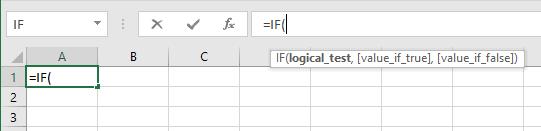 IF
=IF(
IF(logical_test, [value_if_true], [value_if_false])
A B C
1 =IF(
2
3